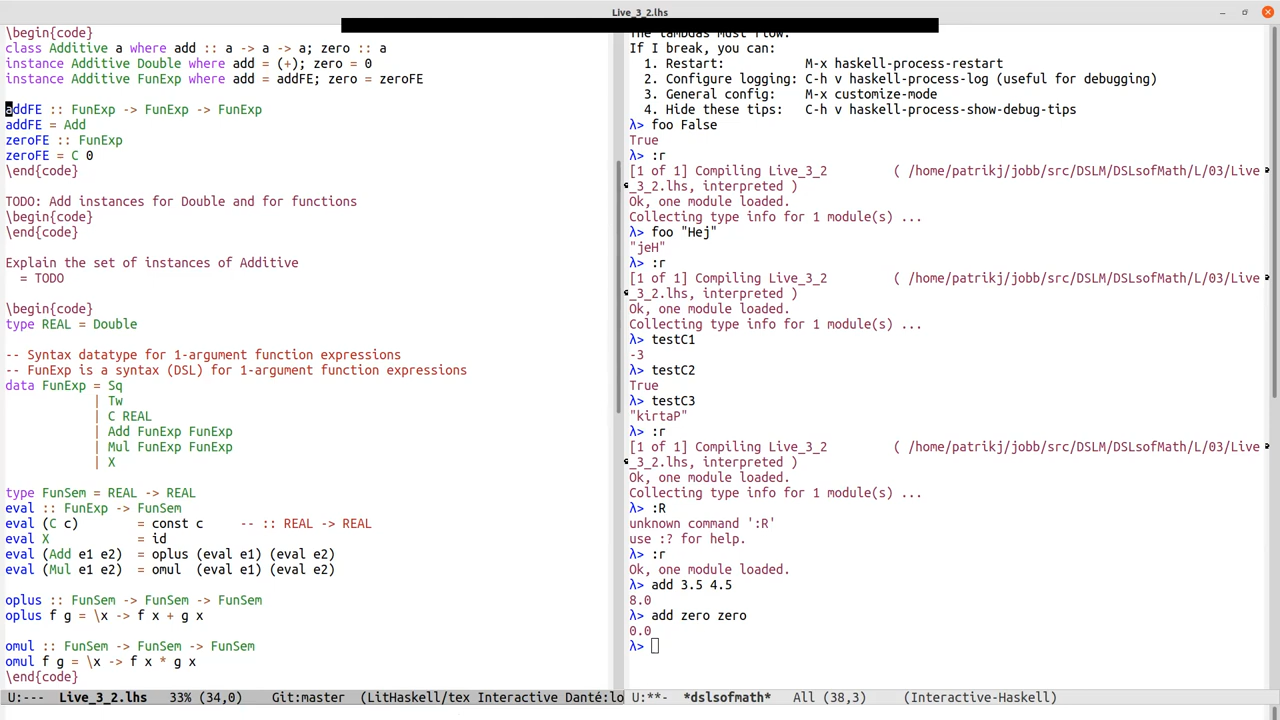 Live_3_2.lhs
\begin{code}
class Additive a where add :: a -> a -> a; zero :: a
instance Additive Double where add = (+); zero = 0
instance Additive FunExp where add = addFE; zero = zeroFE
addFE :: FunExp -> FunExp -> FunExp
addFE = Add
zeroFE :: FunExp
zeroFE = C 0
\end{code}
TODO: Add instances for Double and for functions
\begin{code}
\end{code}
Explain the set of instances of Additive
= TODO
\begin{code}
type REAL = Double
-- Syntax datatype for 1-argument function expressions
-- FunExp is a syntax (DSL) for 1-argument function expressions
data FunExp = Sq
| Tw
| C REAL
| Add FunExp FunExp
| Mul FunExp FunExp
| X
type FunSem = REAL -> REAL
eval :: FunExp -> FunSem
eval (C c) = const c -- :: REAL -> REAL
eval X = id
eval (Add e1 e2) = oplus (eval e1) (eval e2)
eval (Mul e1 e2) = omul (eval e1) (eval e2)
oplus :: FunSem -> FunSem -> FunSem
oplus f g = \x -> f x + g x
omul :: FunSem -> FunSem -> FunSem
omul f g = \x -> f x * g x
\end{code}
U:--- Live_3_2.lhs 33% (34,0) Git:master (LitHaskell/tex Interactive Danté:lo
The lambdas must flow.
If I break, you can:
1. Restart: M-x haskell-process-restart
2. Configure logging: C-h v haskell-process-log (useful for debugging)
3. General config: M-x customize-mode
4. Hide these tips: C-h v haskell-process-show-debug-tips
λ> foo False
True
λ> :r
[1 of 1] Compiling Live_3_2 ( /home/patrikj/jobb/src/DSLM/DSLsofMath/L/03/Live
_3_2.lhs, interpreted )
Ok, one module loaded.
Collecting type info for 1 module(s) ...
λ> foo "Hej"
"jeH"
λ> :r
[1 of 1] Compiling Live_3_2 ( /home/patrikj/jobb/src/DSLM/DSLsofMath/L/03/Live
_3_2.lhs, interpreted )
Ok, one module loaded.
Collecting type info for 1 module(s) ...
λ> testC1
-3
λ> testC2
True
λ> testC3
"kirtaP"
λ> :r
[1 of 1] Compiling Live_3_2 ( /home/patrikj/jobb/src/DSLM/DSLsofMath/L/03/Live
_3_2.lhs, interpreted )
Ok, one module loaded.
Collecting type info for 1 module(s) ...
λ> :R
unknown command ':R'
use :? for help.
λ> :r
Ok, one module loaded.
λ> add 3.5 4.5
8.0
λ> add zero zero
0.0
λ>
U:**- *dslsofmath* All (38,3) (Interactive-Haskell)